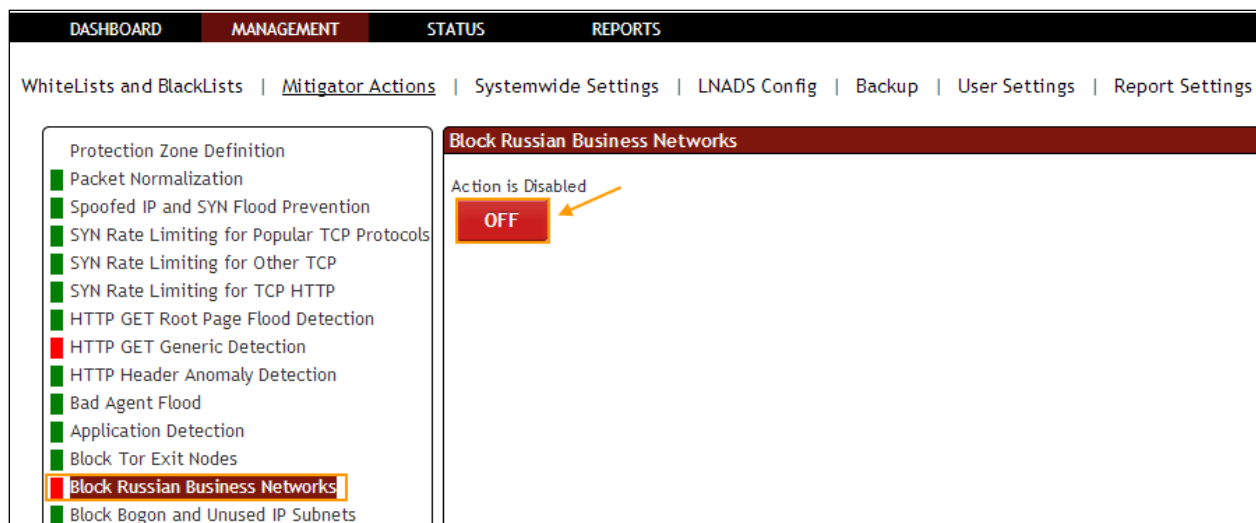 DASHBOARD MANAGEMENT STATUS REPORTS
WhiteLists and BlackLists | Mitigator Actions | Systemwide Settings | LNADS Config | Backup | User Settings | Report Settings
Protection Zone Definition
Packet Normalization
Spoofed IP and SYN Flood Prevention
SYN Rate Limiting for Popular TCP Protocols
SYN Rate Limiting for Other TCP
SYN Rate Limiting for TCP HTTP
HTTP GET Root Page Flood Detection
HTTP GET Generic Detection
HTTP Header Anomaly Detection
Bad Agent Flood
Application Detection
Block Tor Exit Nodes
Block Russian Business Networks
Block Bogon and Unused IP Subnets
Block Russian Business Networks
Action is Disabled
OFF